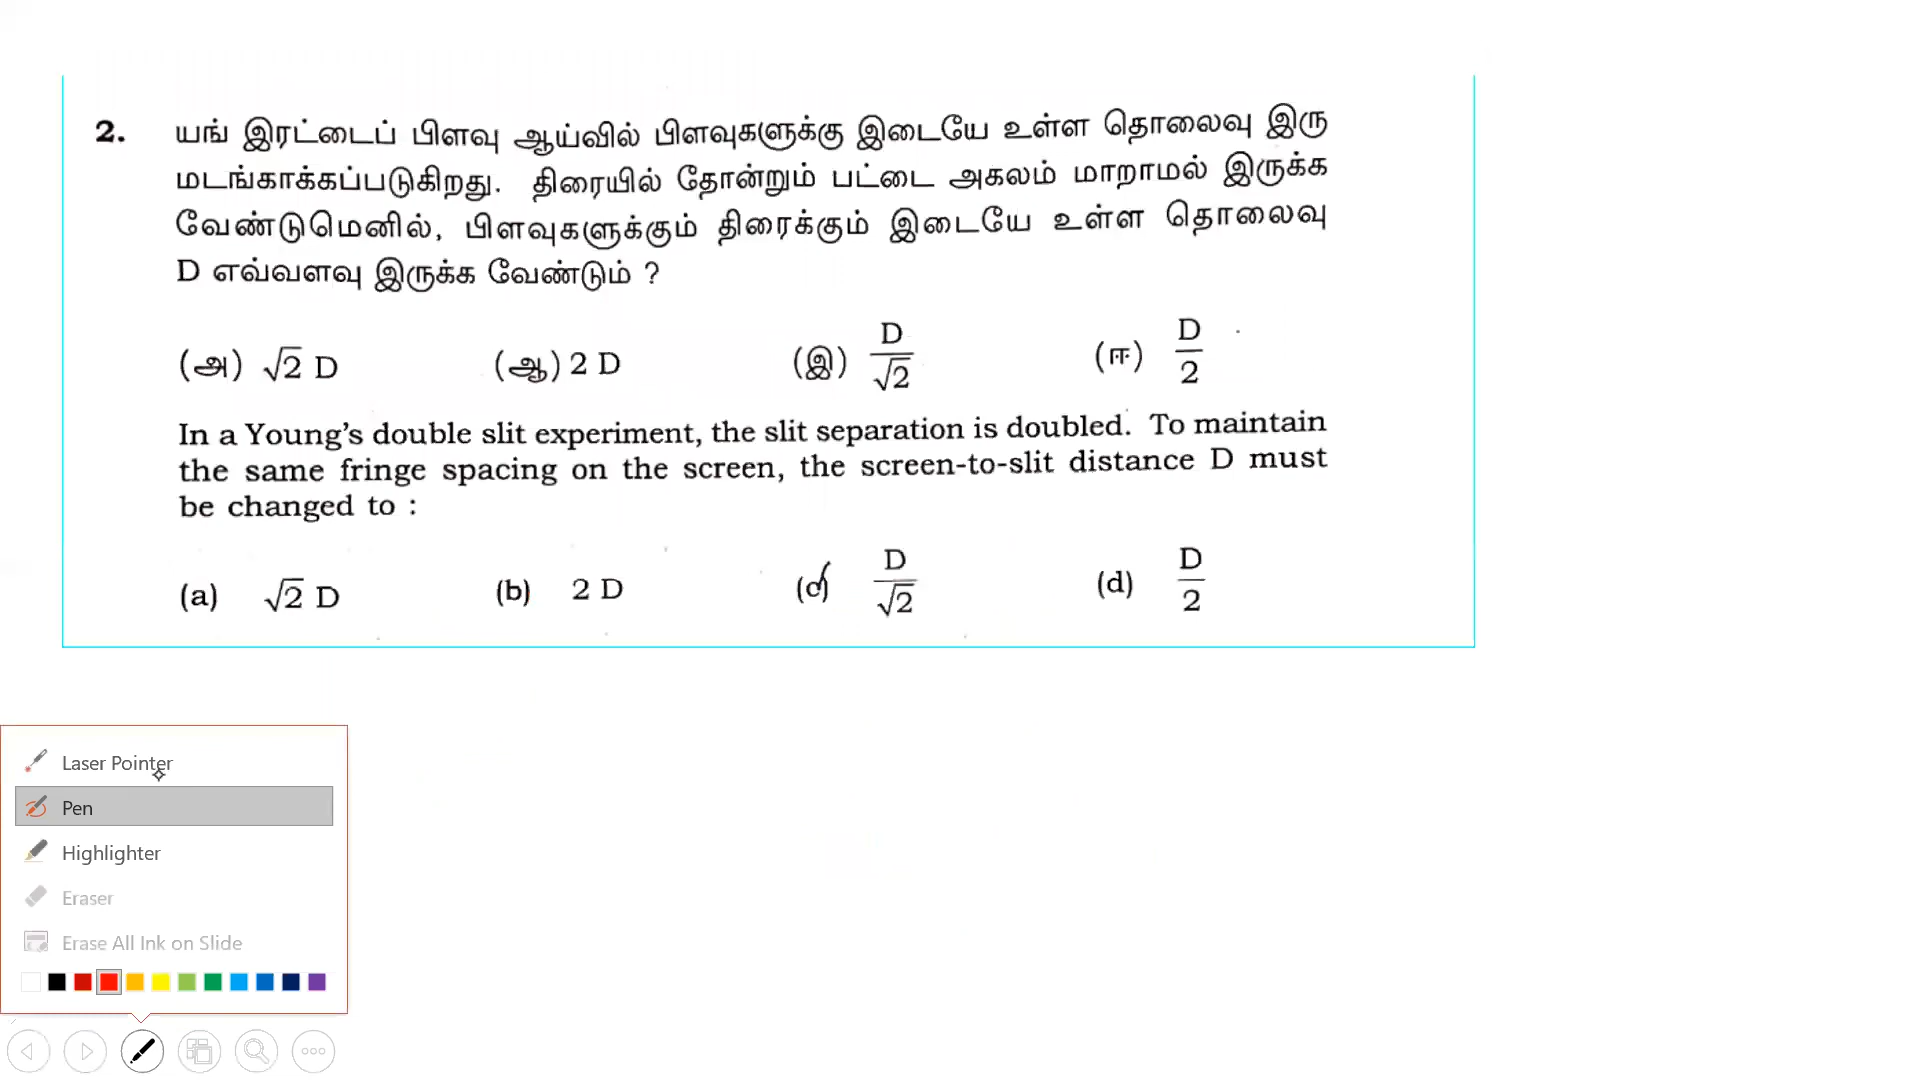 2. யங் இரட்டைப் பிளவு ஆய்வில் பிளவுகளுக்கு இடையே உள்ள தொலைவு இரு
மடங்காக்கப்படுகிறது. திரையில் தோன்றும் பட்டை அகலம் மாறாமல் இருக்க
வேண்டுமெனில், பிளவுகளுக்கும் திரைக்கும் இடையே உள்ள தொலைவு
D எவ்வளவு இருக்க வேண்டும் ?
(அ) √2 D (ஆ) 2 D (இ) D/√2 (ஈ) D/2
In a Young's double slit experiment, the slit separation is doubled. To maintain
the same fringe spacing on the screen, the screen-to-slit distance D must
be changed to :
(a) √2 D (b) 2 D (c) D/√2 (d) D/2
Laser Pointer
Pen
Highlighter
Eraser
Erase All Ink on Slide